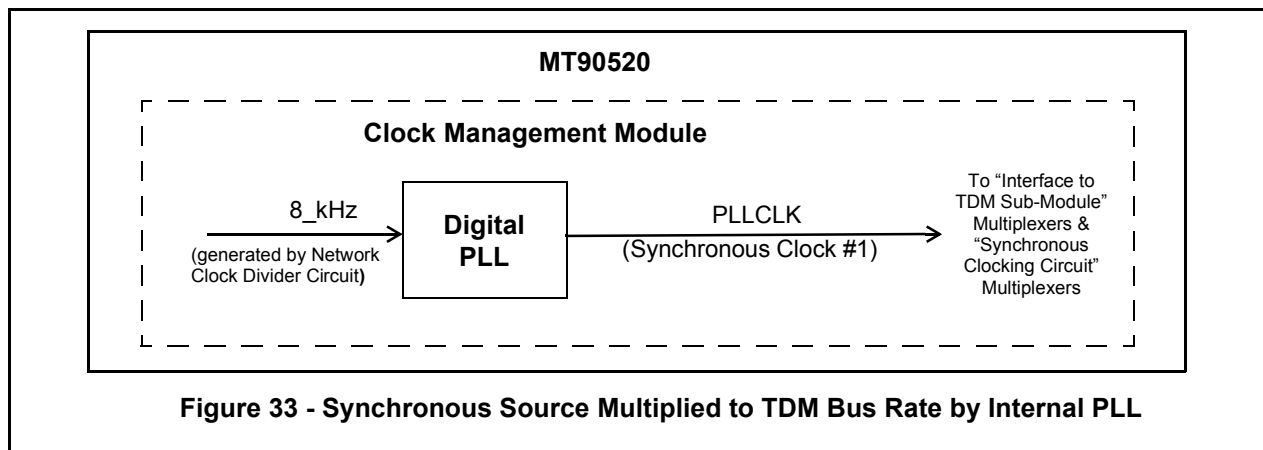 MT90520
Clock Management Module
8_kHz
(generated by Network
Clock Divider Circuit)
Digital
PLL
PLLCLK
(Synchronous Clock #1)
To “Interface to
TDM Sub-Module”
Multiplexers &
“Synchronous
Clocking Circuit”
Multiplexers
Figure 33 - Synchronous Source Multiplied to TDM Bus Rate by Internal PLL